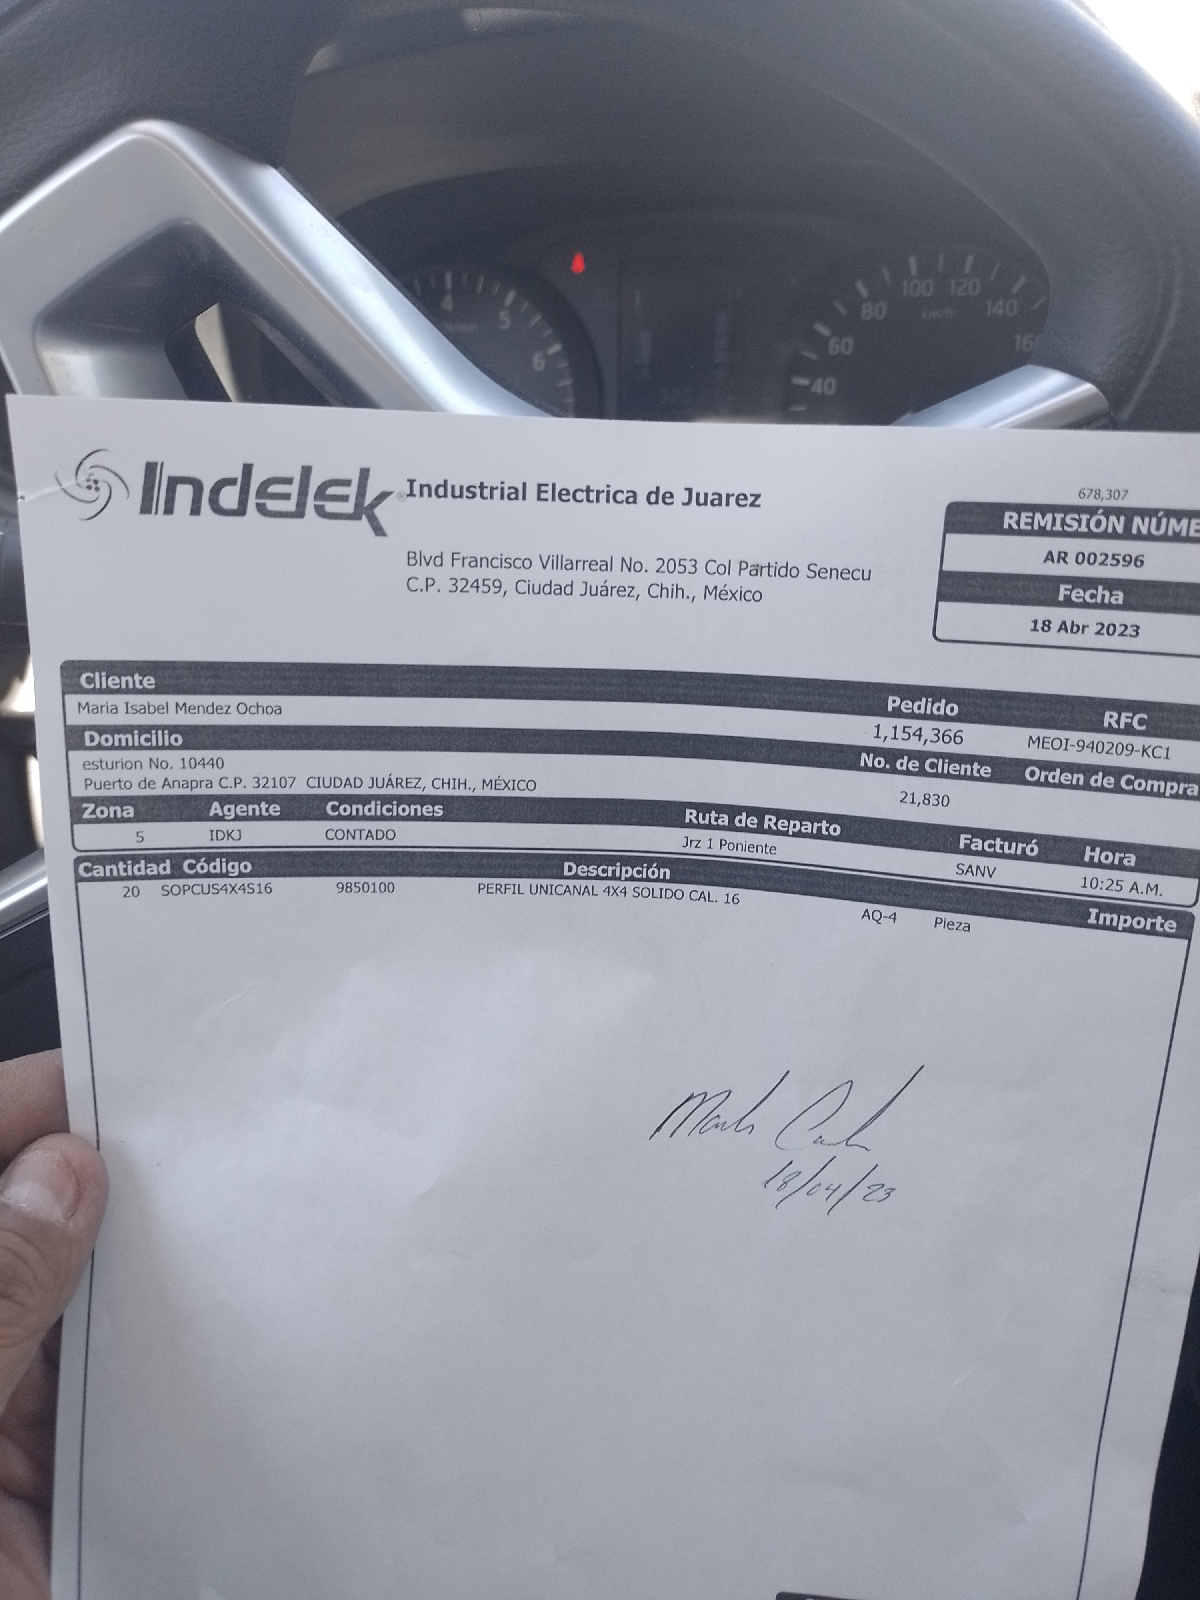 4
5
6
40
60
80
100
120
140
16
km/h
Indelek® Industrial Electrica de Juarez
Blvd Francisco Villarreal No. 2053 Col Partido Senecu
C.P. 32459, Ciudad Juárez, Chih., México
678,307
REMISIÓN NÚME
AR 002596
Fecha
18 Abr 2023
Cliente Pedido RFC
Maria Isabel Mendez Ochoa 1,154,366 MEOI-940209-KC1
Domicilio No. de Cliente Orden de Compra
esturion No. 10440
Puerto de Anapra C.P. 32107 CIUDAD JUÁREZ, CHIH., MÉXICO 21,830
Zona Agente Condiciones Ruta de Reparto Facturó Hora
5 IDKJ CONTADO Jrz 1 Poniente SANV 10:25 A.M.
Cantidad Código Descripción Importe
20 SOPCUS4X4S16 9850100 PERFIL UNICANAL 4X4 SOLIDO CAL. 16 AQ-4 Pieza
18/04/23